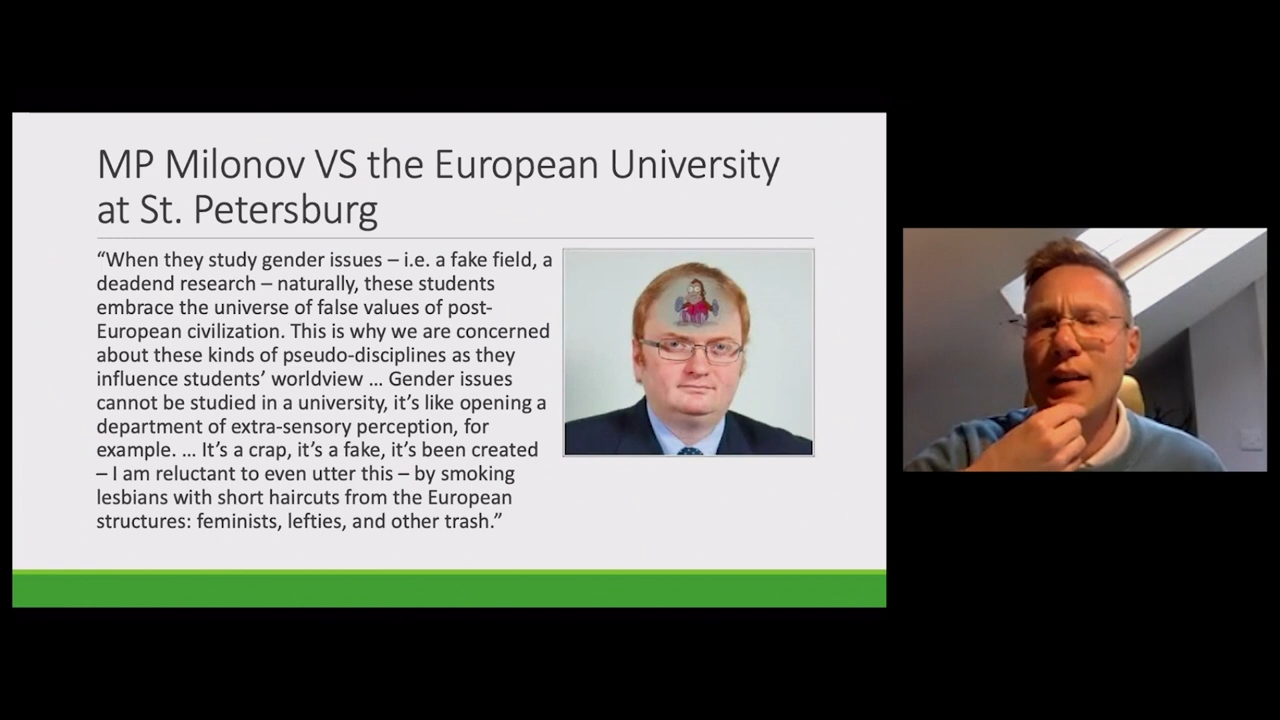 MP Milonov VS the European University
at St. Petersburg
“When they study gender issues – i.e. a fake field, a
deadend research – naturally, these students
embrace the universe of false values of post-
European civilization. This is why we are concerned
about these kinds of pseudo-disciplines as they
influence students’ worldview … Gender issues
cannot be studied in a university, it’s like opening a
department of extra-sensory perception, for
example. … It’s a crap, it’s a fake, it’s been created
– I am reluctant to even utter this – by smoking
lesbians with short haircuts from the European
structures: feminists, lefties, and other trash.”